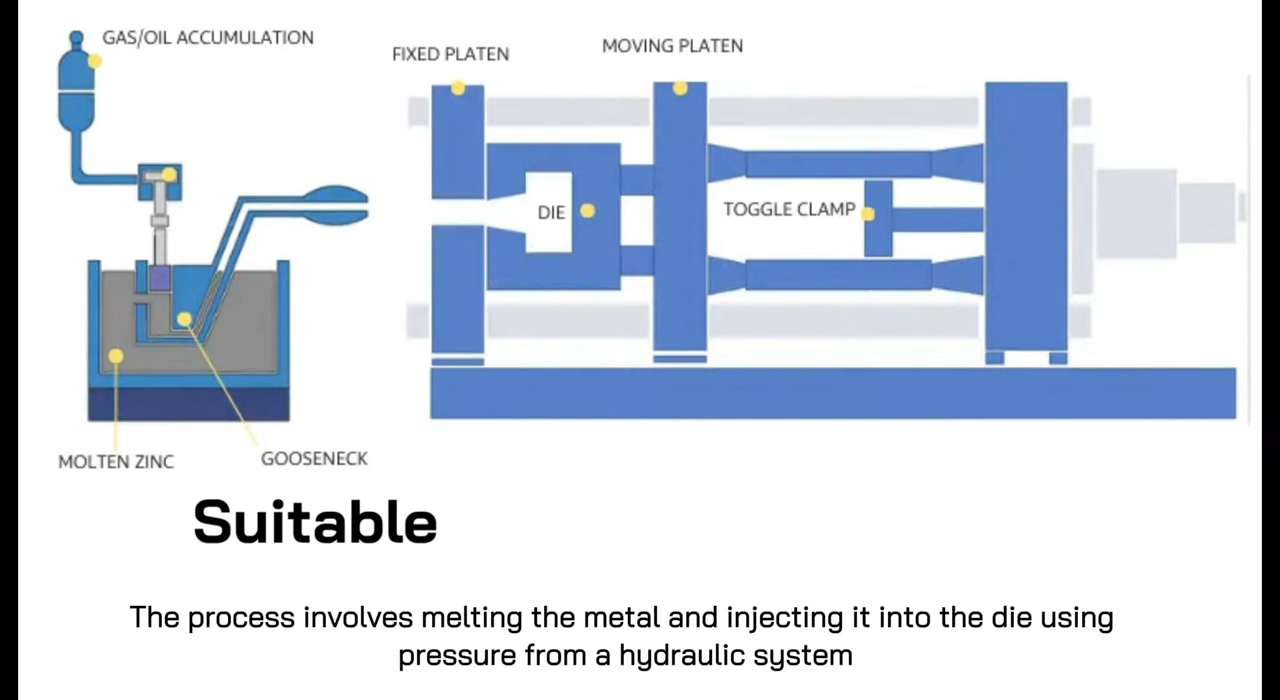 GAS/OIL ACCUMULATION
FIXED PLATEN
MOVING PLATEN
DIE
TOGGLE CLAMP
MOLTEN ZINC
GOOSENECK
Suitable
The process involves melting the metal and injecting it into the die using
pressure from a hydraulic system